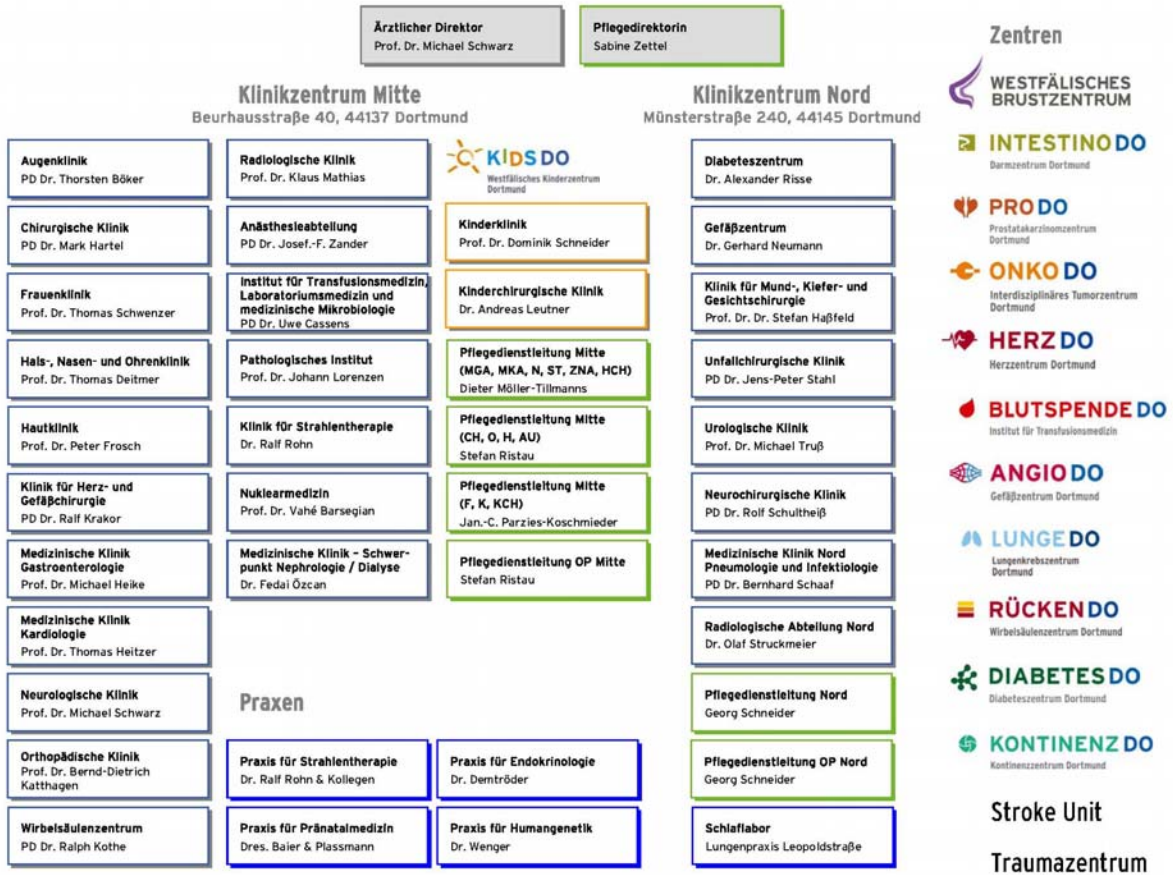 Ärztlicher Direktor
Prof. Dr. Michael Schwarz
Pflegedirektorin
Sabine Zettel
Klinikzentrum Mitte
Beurhausstraße 40, 44137 Dortmund
Augenklinik
PD Dr. Thorsten Böker
Chirurgische Klinik
PD Dr. Mark Hartel
Frauenklinik
Prof. Dr. Thomas Schwenzer
Hals-, Nasen- und Ohrenklinik
Prof. Dr. Thomas Deitmer
Hautklinik
Prof. Dr. Peter Frosch
Klinik für Herz- und
Gefäßchirurgie
PD Dr. Ralf Krakor
Medizinische Klinik
Gastroenterologie
Prof. Dr. Michael Heike
Medizinische Klinik
Kardiologie
Prof. Dr. Thomas Heitzer
Neurologische Klinik
Prof. Dr. Michael Schwarz
Orthopädische Klinik
Prof. Dr. Bernd-Dietrich
Katthagen
Wirbelsäulenzentrum
PD Dr. Ralph Kothe
Radiologische Klinik
Prof. Dr. Klaus Mathias
Anästhesieabteilung
PD Dr. Josef.-F. Zander
Institut für Transfusionsmedizin,
Laboratoriumsmedizin und
medizinische Mikrobiologie
PD Dr. Uwe Cassens
Pathologisches Institut
Prof. Dr. Johann Lorenzen
Klinik für Strahlentherapie
Dr. Ralf Rohn
Nuklearmedizin
Prof. Dr. Vahé Barsegian
Medizinische Klinik – Schwer-
punkt Nephrologie / Dialyse
Dr. Fedai Özcan
KIDS DO
Westfälisches Kinderzentrum
Dortmund
Kinderklinik
Prof. Dr. Dominik Schneider
Kinderchirurgische Klinik
Dr. Andreas Leutner
Pflegedienstleitung Mitte
(MGA, MKA, N, ST, ZNA, HCH)
Dieter Möller-Tillmanns
Pflegedienstleitung Mitte
(CH, O, H, AU)
Stefan Ristau
Pflegedienstleitung Mitte
(F, K, KCH)
Jan.-C. Parzies-Koschmieder
Pflegedienstleitung OP Mitte
Stefan Ristau
Praxen
Praxis für Strahlentherapie
Dr. Ralf Rohn & Kollegen
Praxis für Endokrinologie
Dr. Demtröder
Praxis für Pränatalmedizin
Dres. Baier & Plassmann
Praxis für Humangenetik
Dr. Wenger
Klinikzentrum Nord
Münsterstraße 240, 44145 Dortmund
Diabeteszentrum
Dr. Alexander Risse
Gefäßzentrum
Dr. Gerhard Neumann
Klinik für Mund-, Kiefer- und
Gesichtschirurgie
Prof. Dr. Dr. Stefan Haßfeld
Unfallchirurgische Klinik
PD Dr. Jens-Peter Stahl
Urologische Klinik
Prof. Dr. Michael Truß
Neurochirurgische Klinik
PD Dr. Rolf Schultheiß
Medizinische Klinik Nord
Pneumologie und Infektiologie
PD Dr. Bernhard Schaaf
Radiologische Abteilung Nord
Dr. Olaf Struckmeier
Pflegedienstleitung Nord
Georg Schneider
Pflegedienstleitung OP Nord
Georg Schneider
Schlaflabor
Lungenpraxis Leopoldstraße
Zentren
WESTFÄLISCHES
BRUSTZENTRUM
INTESTINO DO
Darmzentrum Dortmund
PRO DO
Prostatakarzinomzentrum
Dortmund
ONKO DO
Interdisziplinäres Tumorzentrum
Dortmund
HERZ DO
Herzzentrum Dortmund
BLUTSPENDE DO
Institut für Transfusionsmedizin
ANGIO DO
Gefäßzentrum Dortmund
LUNGE DO
Lungenkrebszentrum
Dortmund
RÜCKEN DO
Wirbelsäulenzentrum Dortmund
DIABETES DO
Diabeteszentrum Dortmund
KONTINENZ DO
Kontinenzzentrum Dortmund
Stroke Unit
Traumazentrum